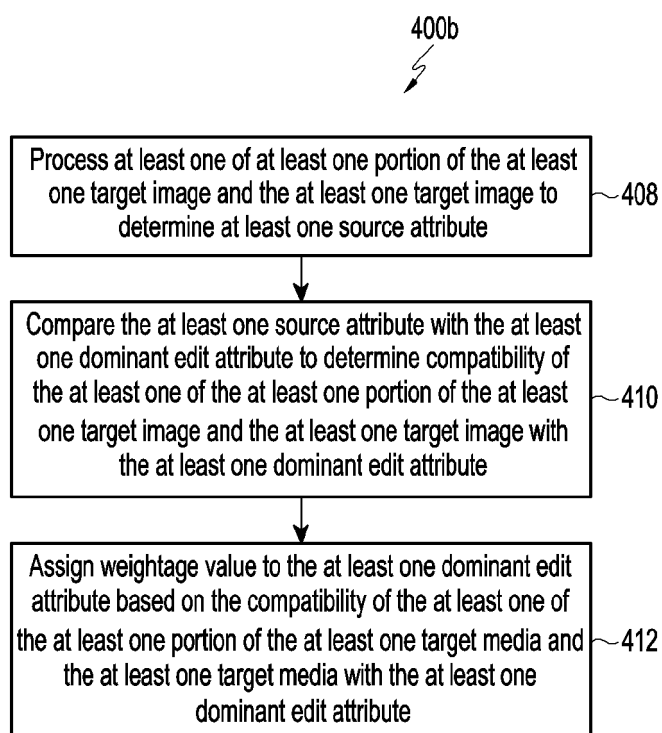 400b
Process at least one of at least one portion of the at least
one target image and the at least one target image to
determine at least one source attribute
408
Compare the at least one source attribute with the at least
one dominant edit attribute to determine compatibility of
the at least one of the at least one portion of the at least
one target image and the at least one target image with
the at least one dominant edit attribute
410
Assign weightage value to the at least one dominant edit
attribute based on the compatibility of the at least one of
the at least one portion of the at least one target media and
the at least one target media with the at least one
dominant edit attribute
412